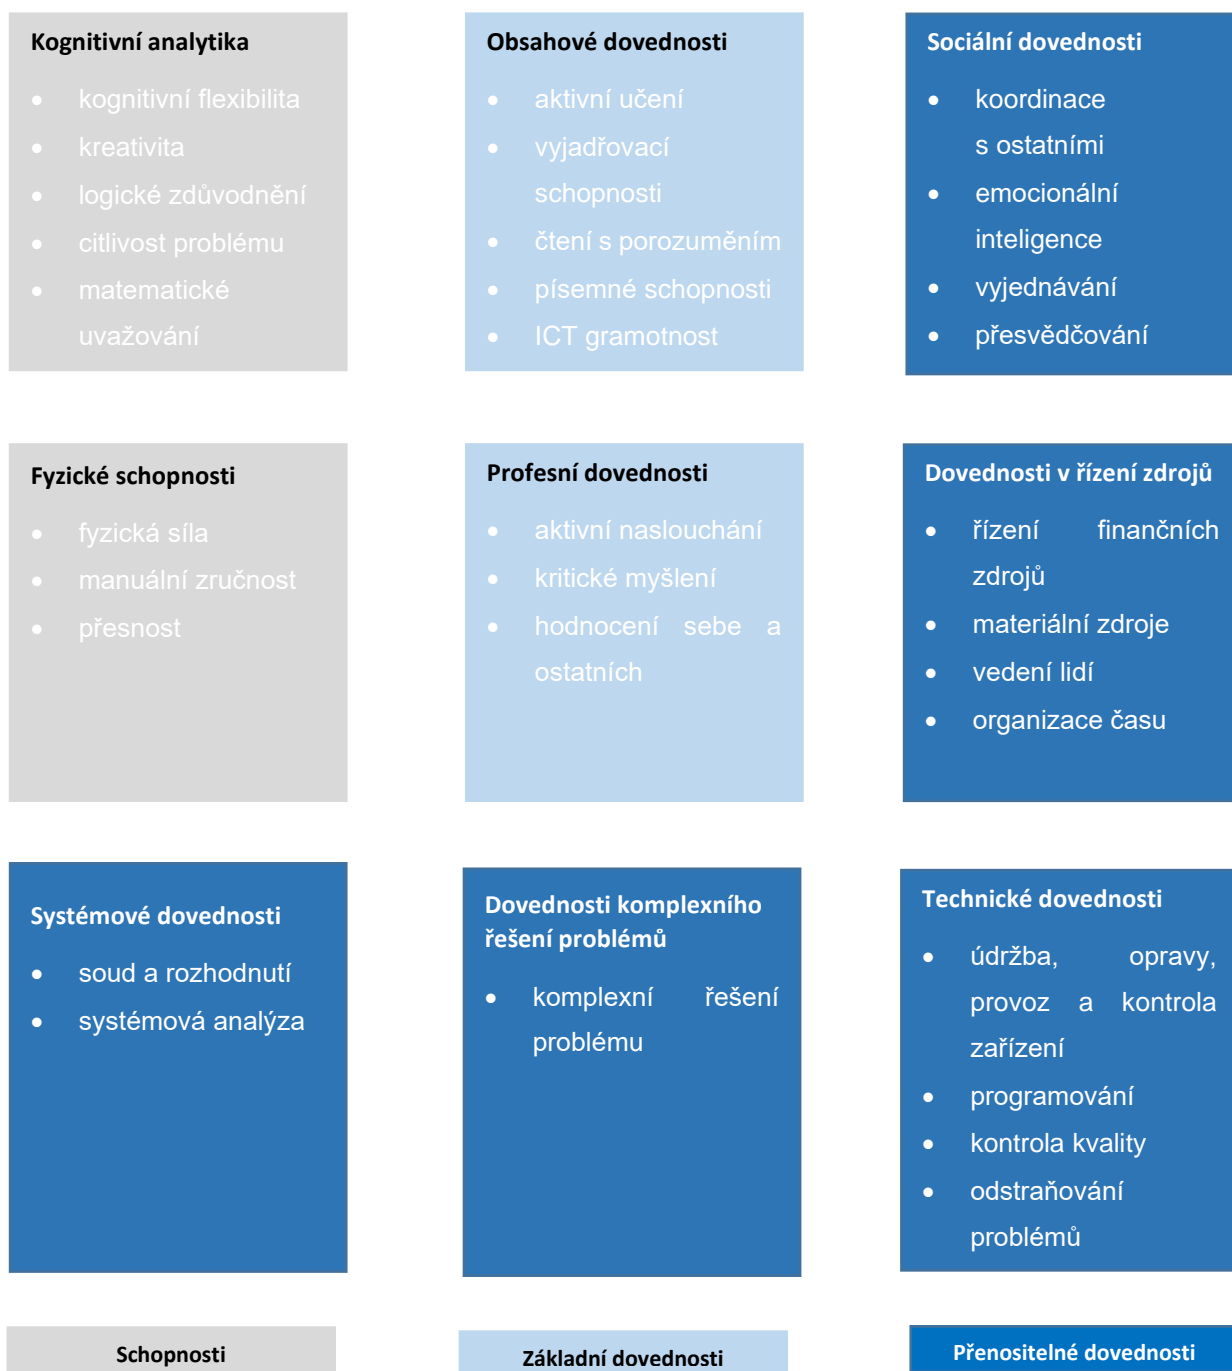 Kognitivní analytika
kognitivní flexibilita
kreativita
logické zdůvodnění
citlivost problému
matematické
uvažování
Obsahové dovednosti
aktivní učení
vyjadřovací
schopnosti
čtení s porozuměním
písemné schopnosti
ICT gramotnost
Sociální dovednosti
koordinace
s ostatními
emocionální
inteligence
vyjednávání
přesvědčování
Fyzické schopnosti
fyzická síla
manuální zručnost
přesnost
Profesní dovednosti
aktivní naslouchání
kritické myšlení
hodnocení sebe a
ostatních
Dovednosti v řízení zdrojů
řízení finančních
zdrojů
materiální zdroje
vedení lidí
organizace času
Systémové dovednosti
soud a rozhodnutí
systémová analýza
Dovednosti komplexního
řešení problémů
komplexní řešení
problému
Technické dovednosti
údržba, opravy,
provoz a kontrola
zařízení
programování
kontrola kvality
odstraňování
problémů
Schopnosti
Základní dovednosti
Přenositelné dovednosti